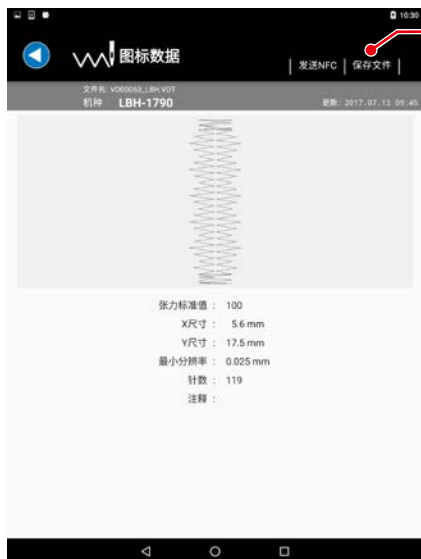 10:30
图标数据
发送NFC | 保存文件 |
文件名: VD00063_LBH.VDT
机种 LBH-1790
更新: 2017.07.13 09:45
张力标准值 : 100
X尺寸 : 5.6 mm
Y尺寸 : 17.5 mm
最小分辨率 : 0.025 mm
针数 : 119
注释 :